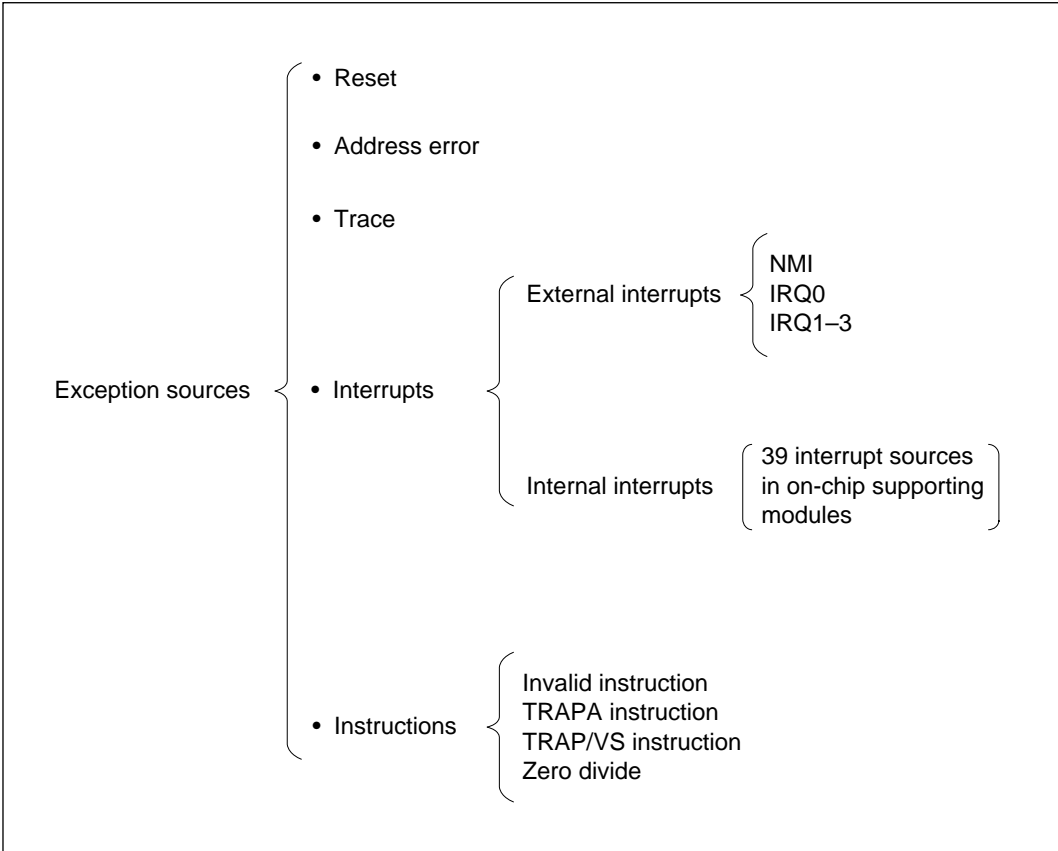 Exception sources
• Reset
• Address error
• Trace
• Interrupts
External interrupts
NMI
IRQ0
IRQ1–3
Internal interrupts
39 interrupt sources
in on-chip supporting
modules
• Instructions
Invalid instruction
TRAPA instruction
TRAP/VS instruction
Zero divide